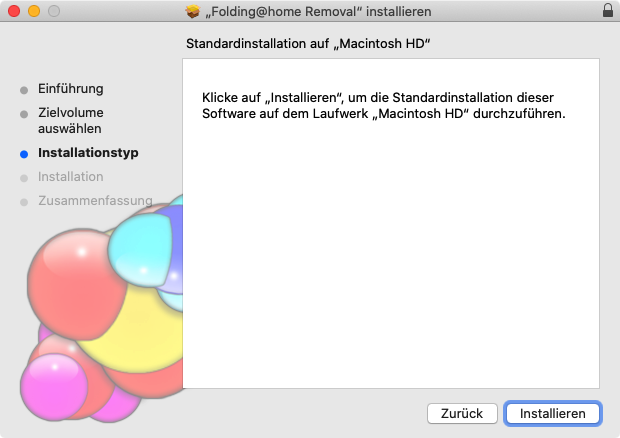 „Folding@home Removal“ installieren
Standardinstallation auf „Macintosh HD“
Einführung
Zielvolume
auswählen
Installationstyp
Installation
Zusammenfassung
Klicke auf „Installieren“, um die Standardinstallation dieser
Software auf dem Laufwerk „Macintosh HD“ durchzuführen.
Zurück
Installieren